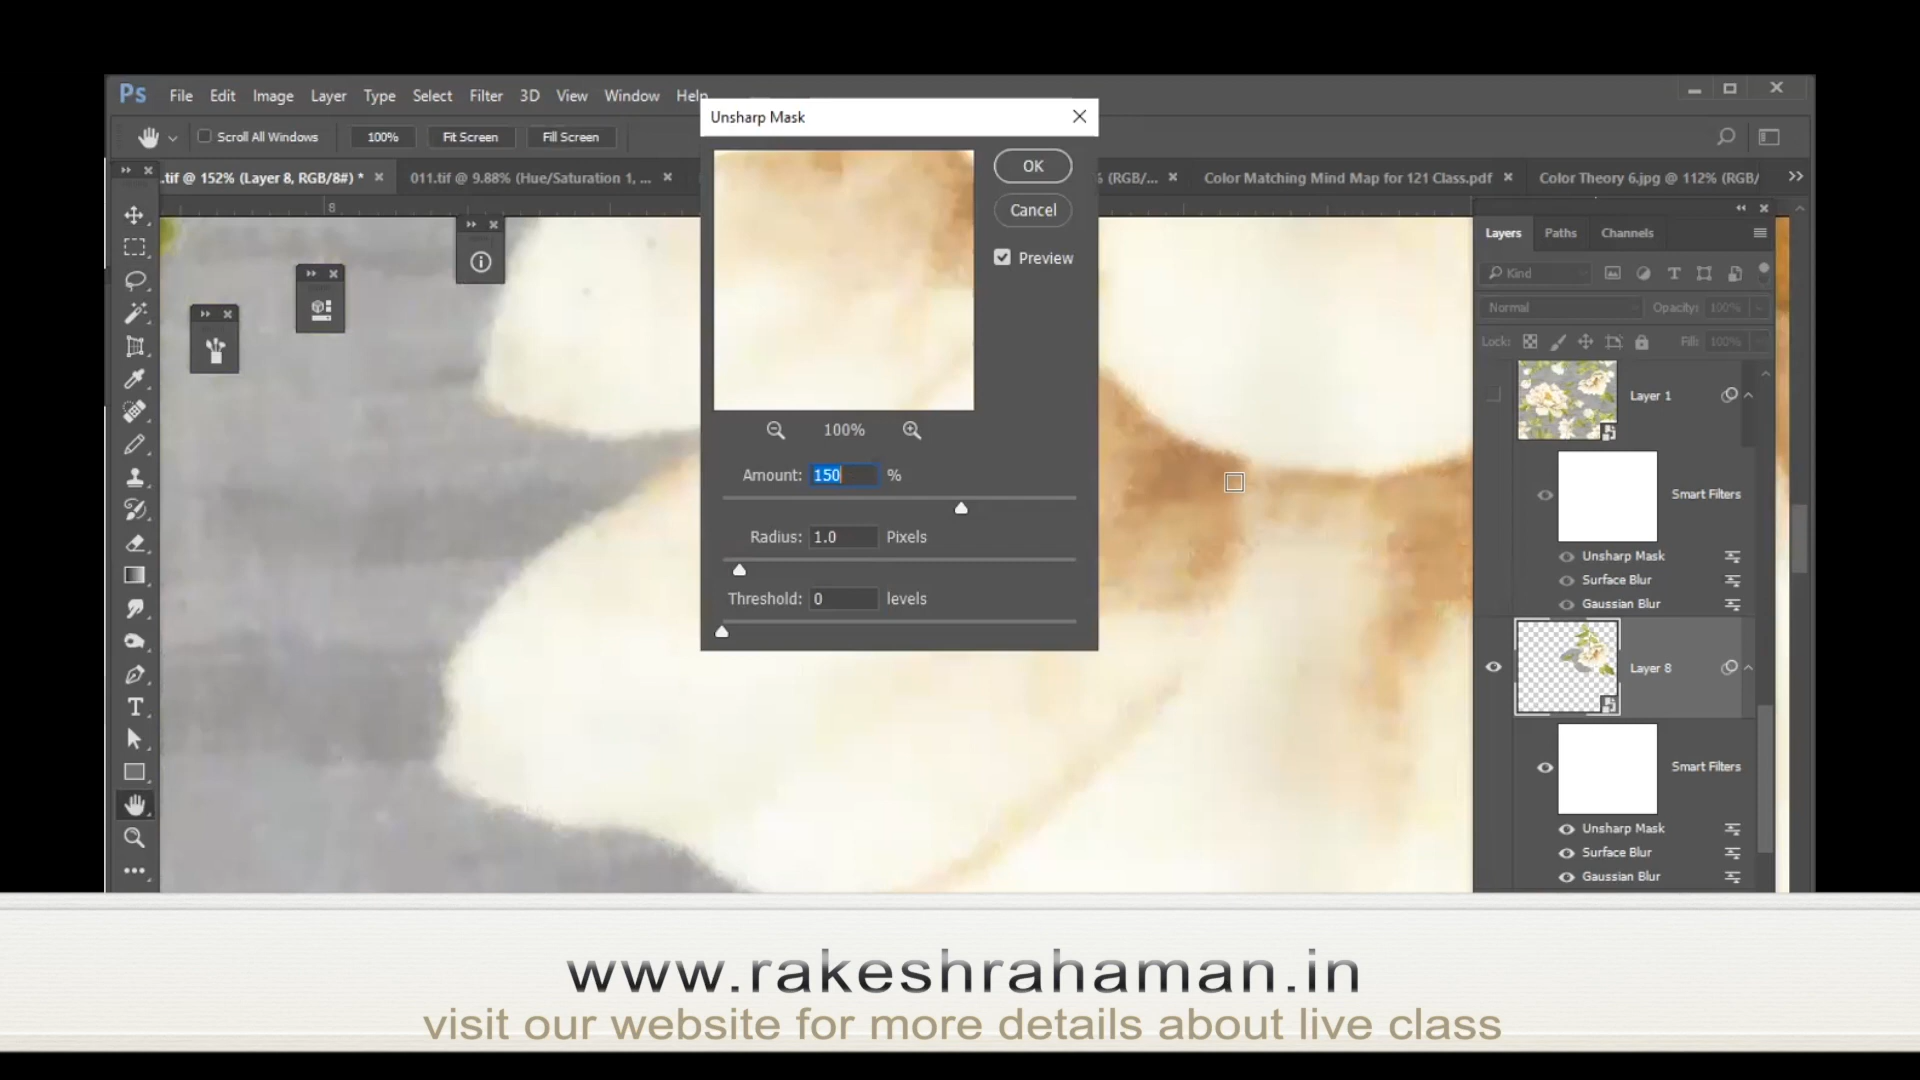 Ps File Edit Image Layer Type Select Filter 3D View Window Help
Scroll All Windows 100% Fit Screen Fill Screen
.tif @ 152% (Layer 8, RGB/8#) * 011.tif @ 9.88% (Hue/Saturation 1, ... % (RGB/... Color Matching Mind Map for 121 Class.pdf Color Theory 6.jpg @ 112% (RGB/
8
Unsharp Mask
OK
Cancel
Preview
100%
Amount: 150 %
Radius: 1.0 Pixels
Threshold: 0 levels
Layers Paths Channels
Kind
Normal Opacity: 100%
Lock: Fill: 100%
Layer 1
Smart Filters
Unsharp Mask
Surface Blur
Gaussian Blur
Layer 8
Smart Filters
Unsharp Mask
Surface Blur
Gaussian Blur
www.rakeshrahaman.in
visit our website for more details about live class